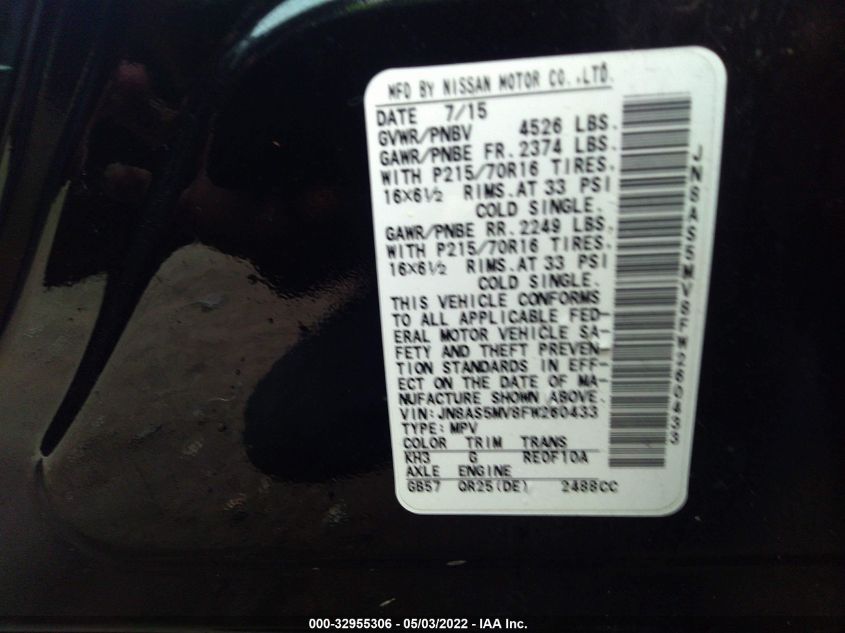 MFD BY NISSAN MOTOR CO.,LTD.
DATE 7/15
GVWR/PNBV 4526 LBS.
GAWR/PNBE FR. 2374 LBS.
WITH P215/70R16 TIRES.
16X6½ RIMS.AT 33 PSI
COLD SINGLE.
GAWR/PNBE RR. 2249 LBS.
WITH P215/70R16 TIRES.
16X6½ RIMS.AT 33 PSI
COLD SINGLE.
THIS VEHICLE CONFORMS
TO ALL APPLICABLE FED-
ERAL MOTOR VEHICLE SA-
FETY AND THEFT PREVEN-
TION STANDARDS IN EFF-
ECT ON THE DATE OF MA-
NUFACTURE SHOWN ABOVE.
VIN:JN8AS5MV8FW260433
TYPE:MPV
COLOR TRIM TRANS
KH3 G RE0F10A
AXLE ENGINE
GB57 QR25(DE) 2488CC
JN8AS5MV8FW260433
000-32955306 - 05/03/2022 - IAA Inc.